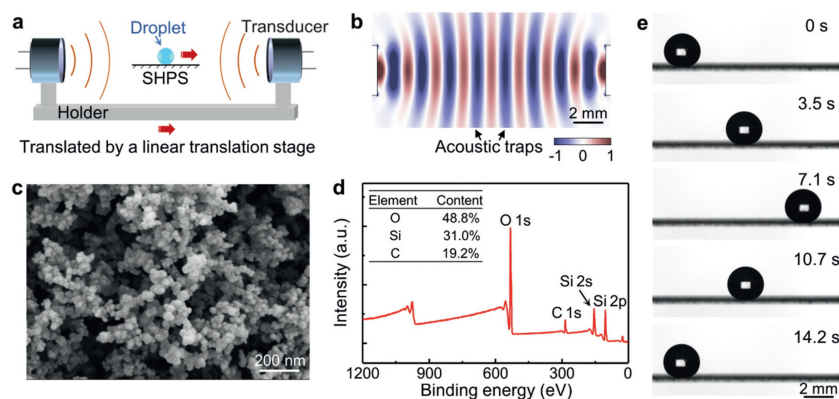 a
Droplet
Transducer
SHPS
Holder
Translated by a linear translation stage
b
2 mm
Acoustic traps
-1 0 1
c
200 nm
d
Element Content
O 48.8%
Si 31.0%
C 19.2%
O 1s
Si 2s
C 1s
Si 2p
Intensity (a.u.)
1200 900 600 300 0
Binding energy (eV)
e
0 s
3.5 s
7.1 s
10.7 s
14.2 s
2 mm